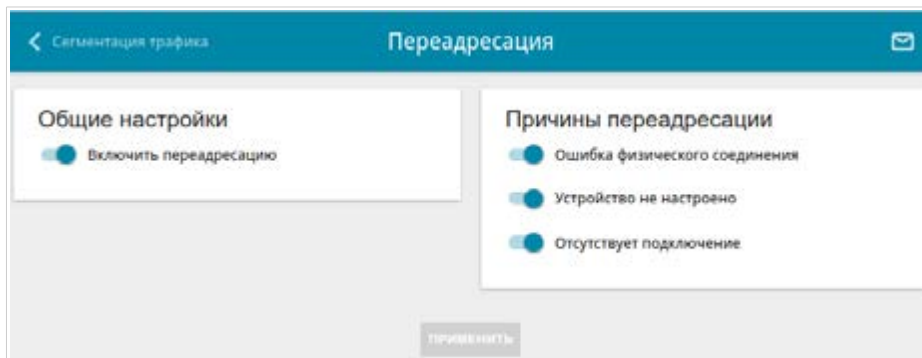 Сегментация трафика
Переадресация
Общие настройки
Включить переадресацию
Причины переадресации
Ошибка физического соединения
Устройство не настроено
Отсутствует подключение
ПРИМЕНИТЬ